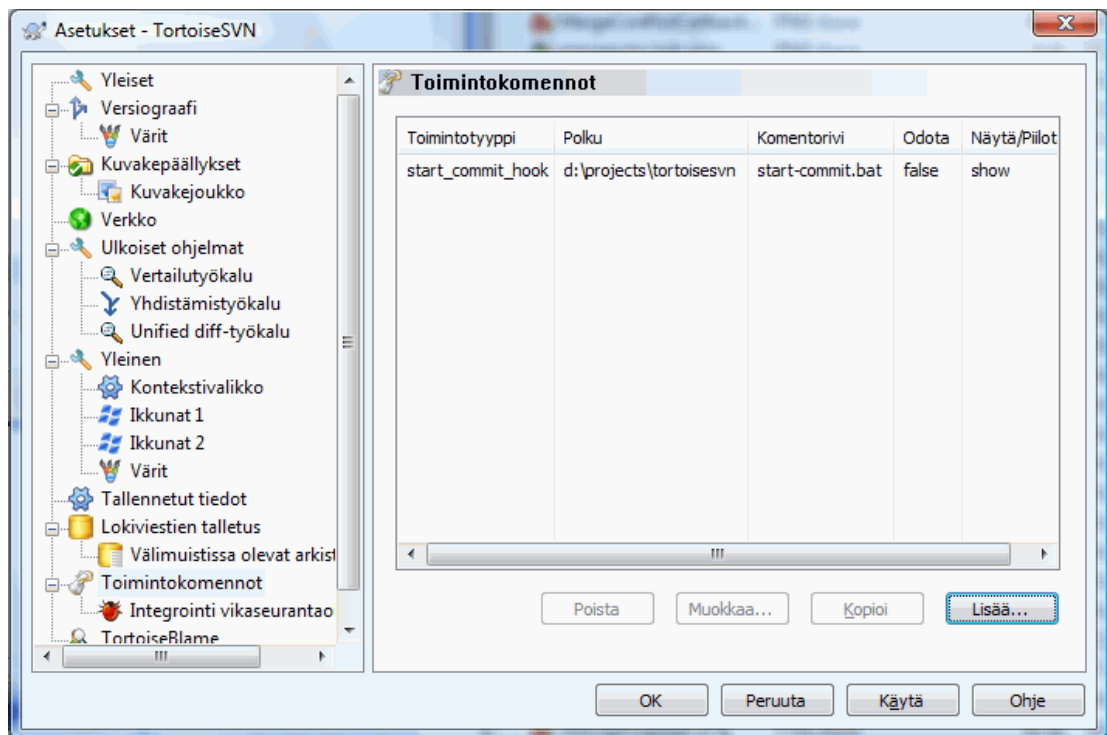 Asetukset - TortoiseSVN
Yleiset
Versiograafi
Värit
Kuvakepäällykset
Kuvakejoukko
Verkko
Ulkoiset ohjelmat
Vertailutyökalu
Yhdistämistyökalu
Unified diff-työkalu
Yleinen
Kontekstivalikko
Ikkunat 1
Ikkunat 2
Värit
Tallennetut tiedot
Lokiviestien talletus
Välimuistissa olevat arkist
Toimintokomennot
Integrointi vikaseurantao
TortoiseBlame
Toimintokomennot
Toimintotyyppi Polku Komentorivi Odota Näytä/Piilot
start_commit_hook d:\projects\tortoisesvn start-commit.bat false show
Poista Muokkaa... Kopioi Lisää...
OK Peruuta Käytä Ohje